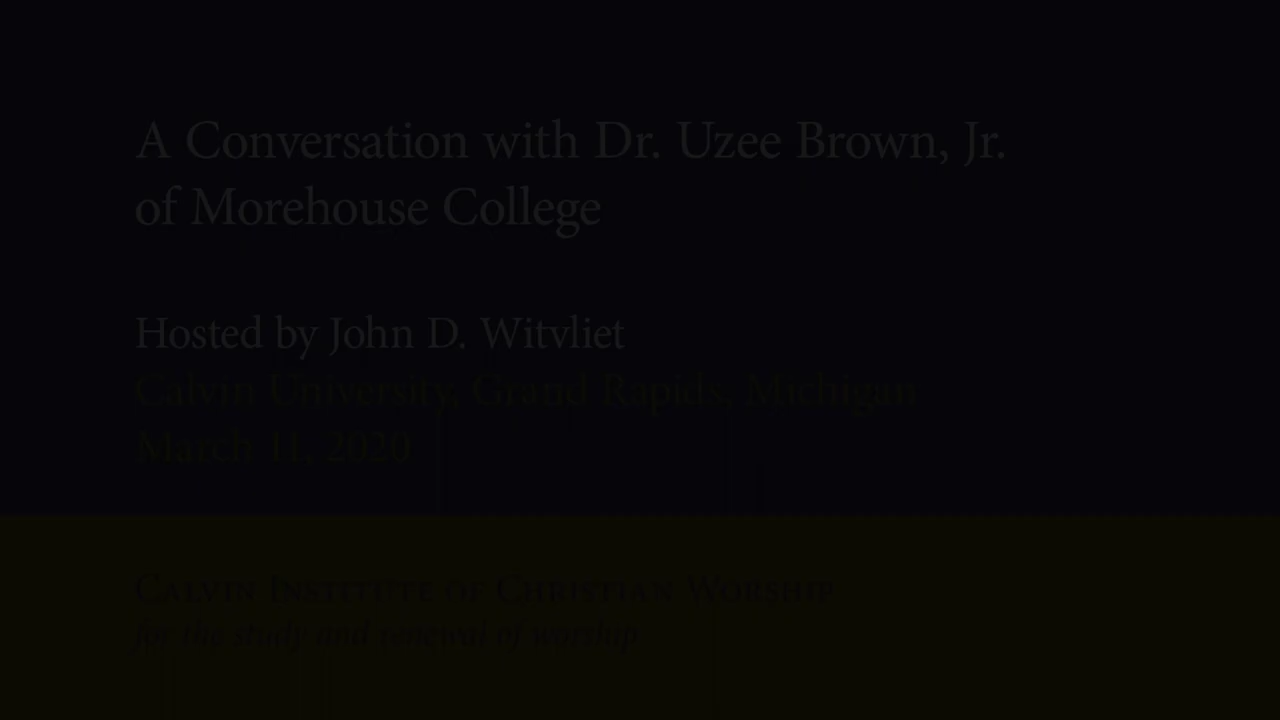 A Conversation with Dr. Uzee Brown, Jr.
of Morehouse College
Hosted by John D. Witvliet
Calvin University, Grand Rapids, Michigan
March 11, 2020
Calvin Institute of Christian Worship
for the study and renewal of worship